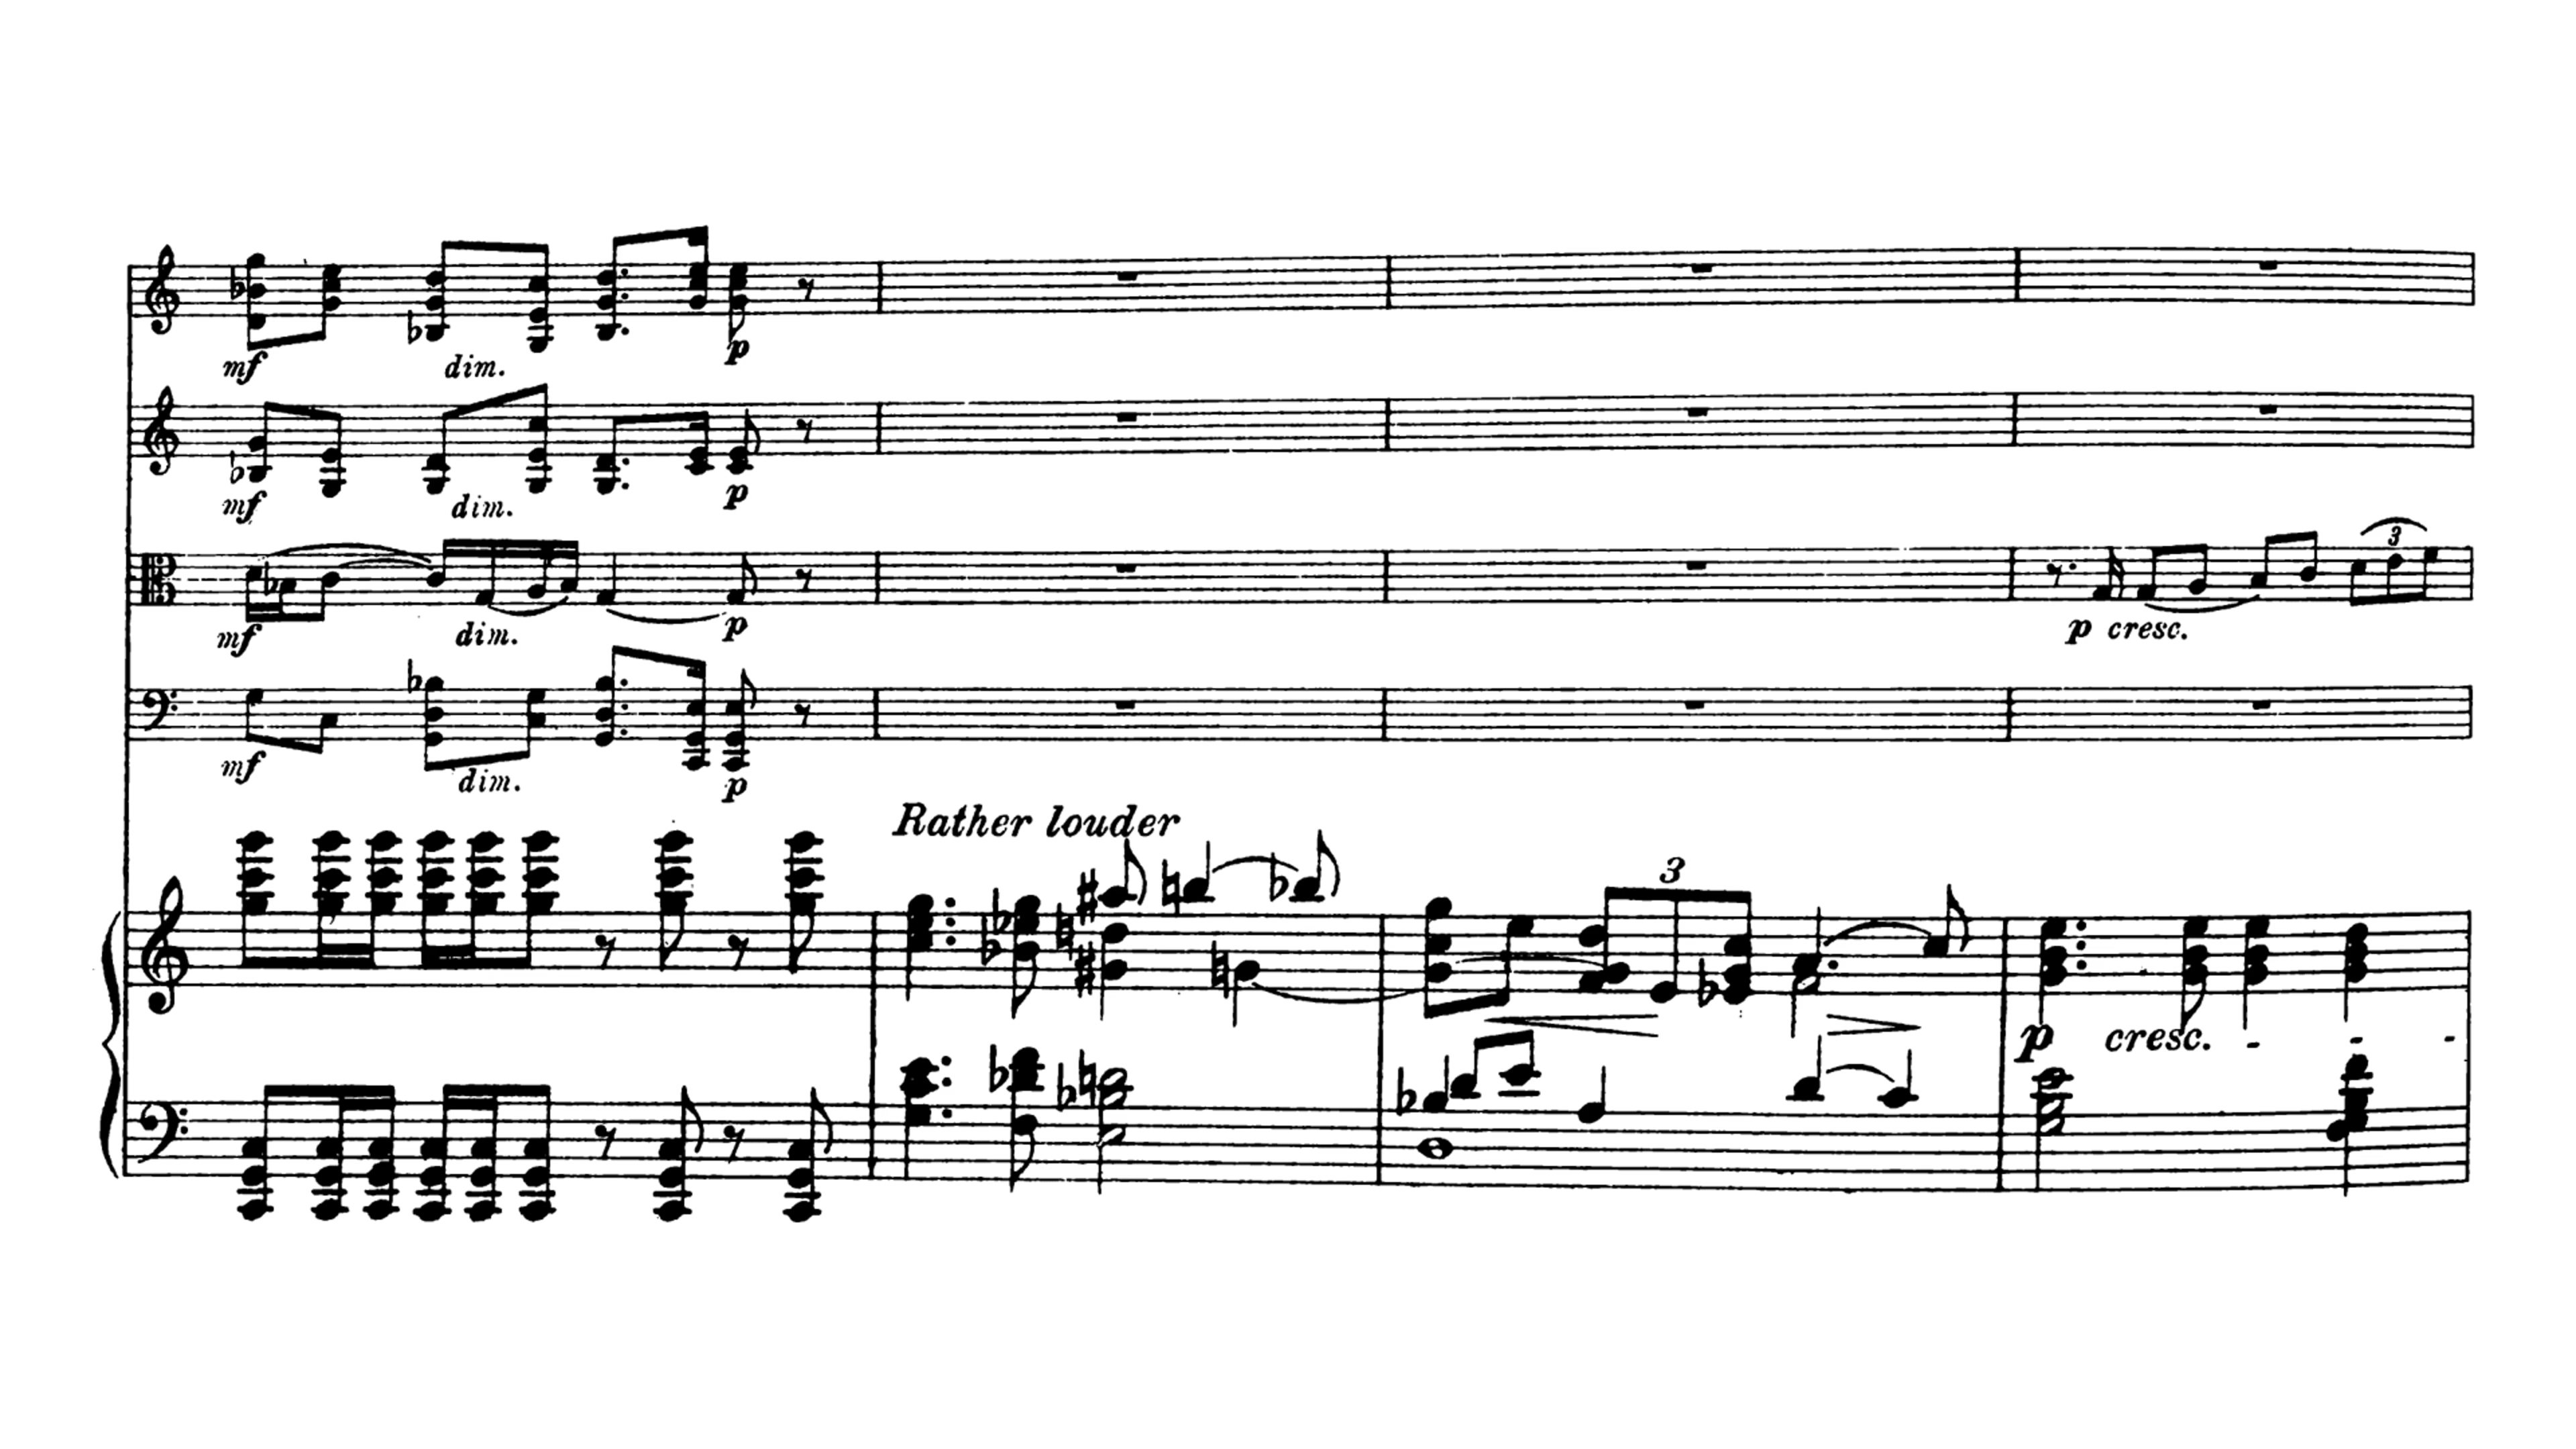 mf dim. p
mf dim. p
3
mf dim. p p cresc.
mf dim. p
Rather louder
3
p cresc. - - -